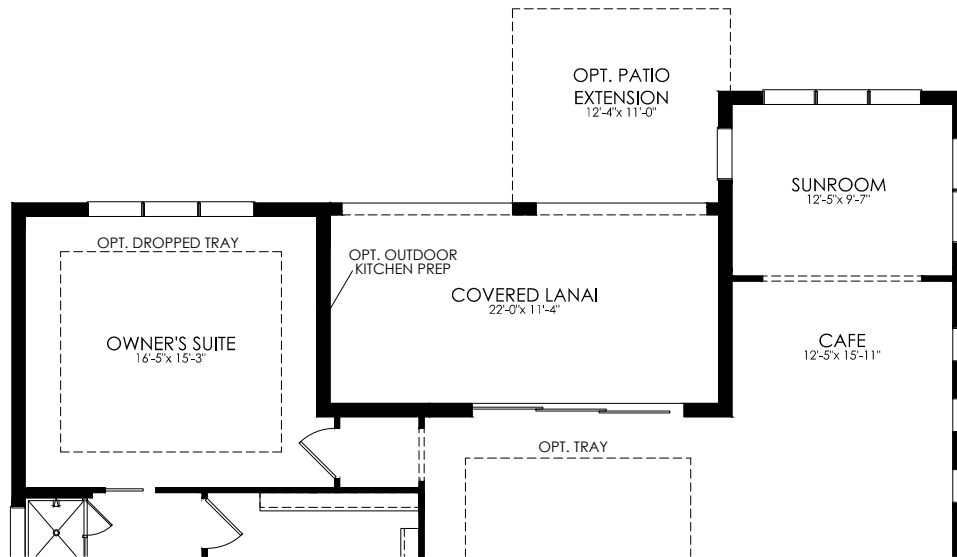 OPT. PATIO
EXTENSION
12'-4"x 11'-0"
SUNROOM
12'-5"x 9'-7"
OPT. DROPPED TRAY
OPT. OUTDOOR
KITCHEN PREP
COVERED LANAI
22'-0"x 11'-4"
OWNER'S SUITE
16'-5"x 15'-3"
CAFE
12'-5"x 15'-11"
OPT. TRAY